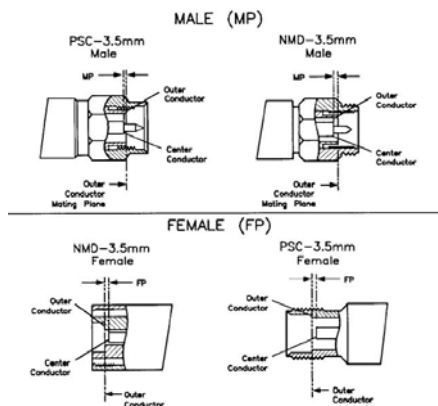 MALE (MP)
PSC-3.5mm
Male
MP
Outer
Conductor
Center
Conductor
Outer
Conductor
Mating Plane
NMD-3.5mm
Male
MP
Outer
Conductor
Center
Conductor
Outer
Conductor
Mating Plane
FEMALE (FP)
NMD-3.5mm
Female
FP
Outer
Conductor
Center
Conductor
Outer
Conductor
PSC-3.5mm
Female
FP
Outer
Conductor
Center
Conductor
Outer
Conductor